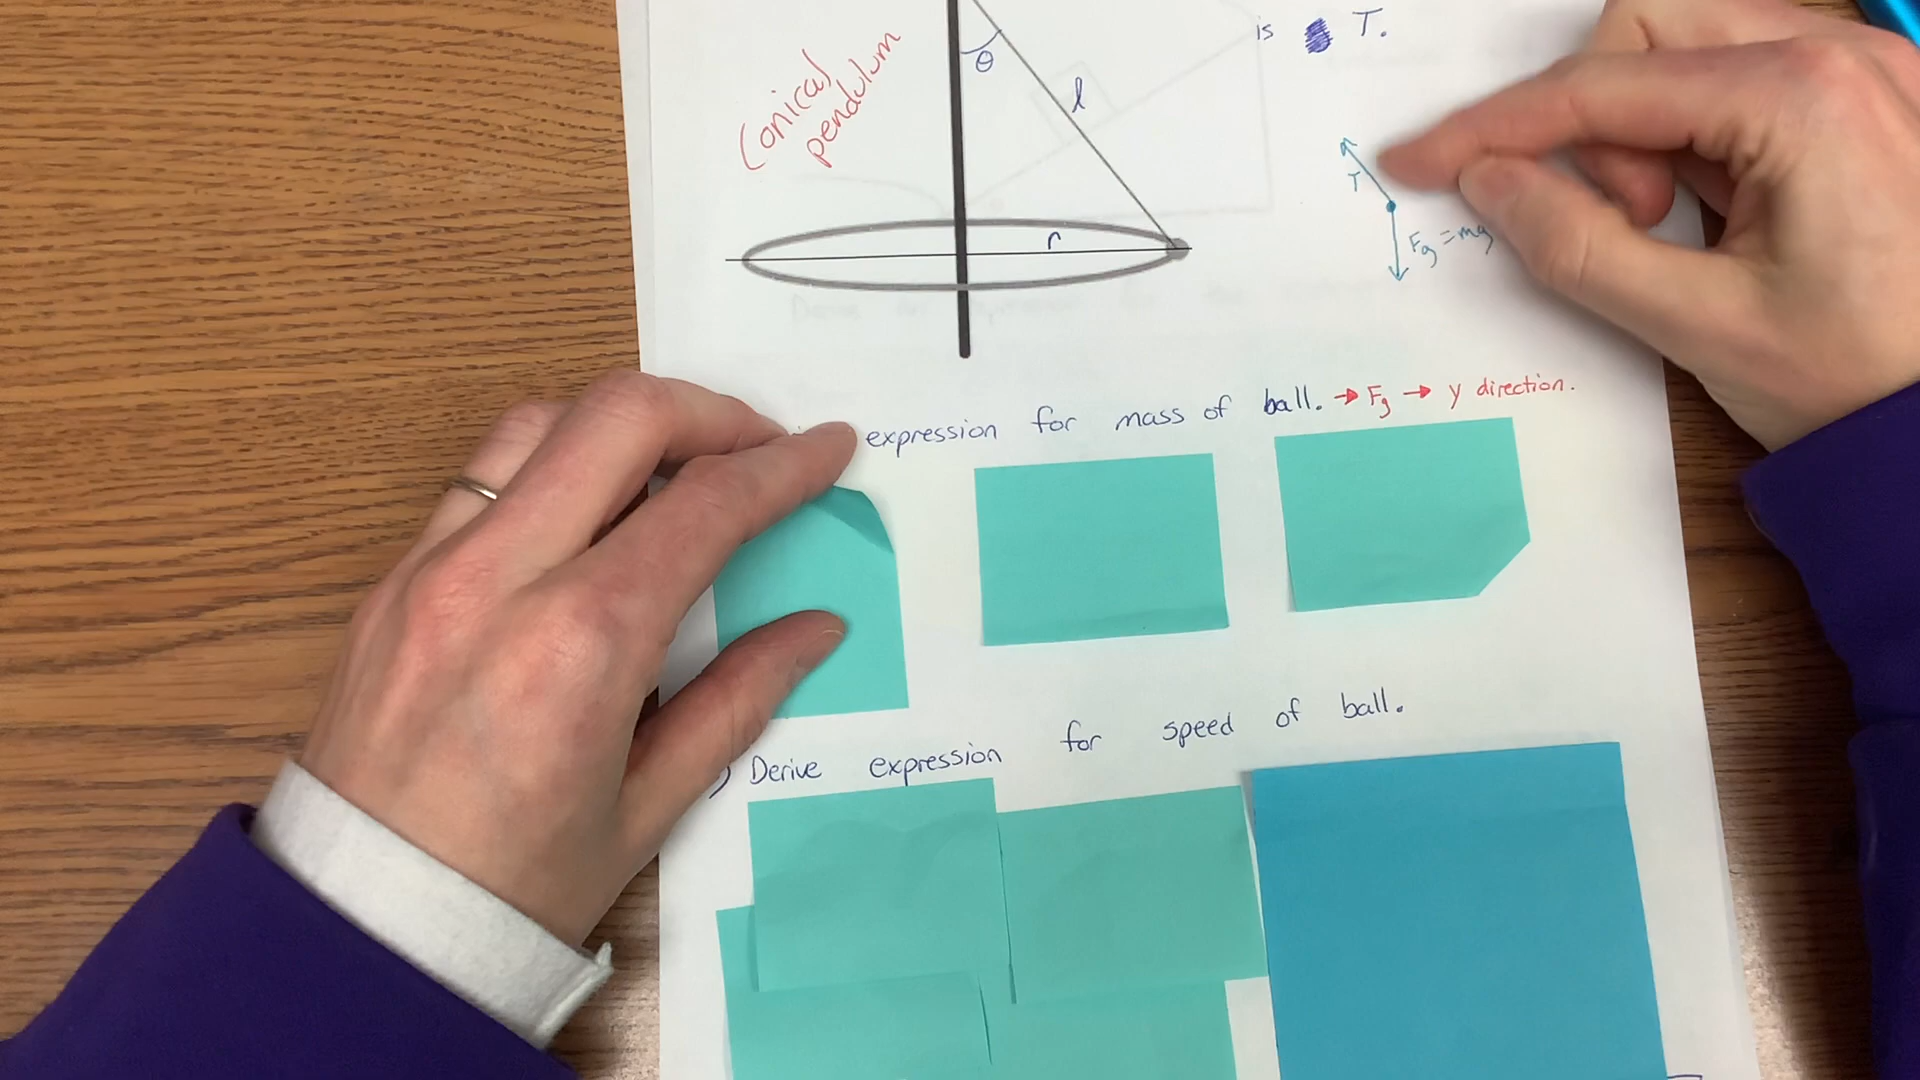 is T.
Conical
pendulum
θ
l
r
T
Fg = mg
expression for mass of ball. → Fg → y direction.
) Derive expression for speed of ball.